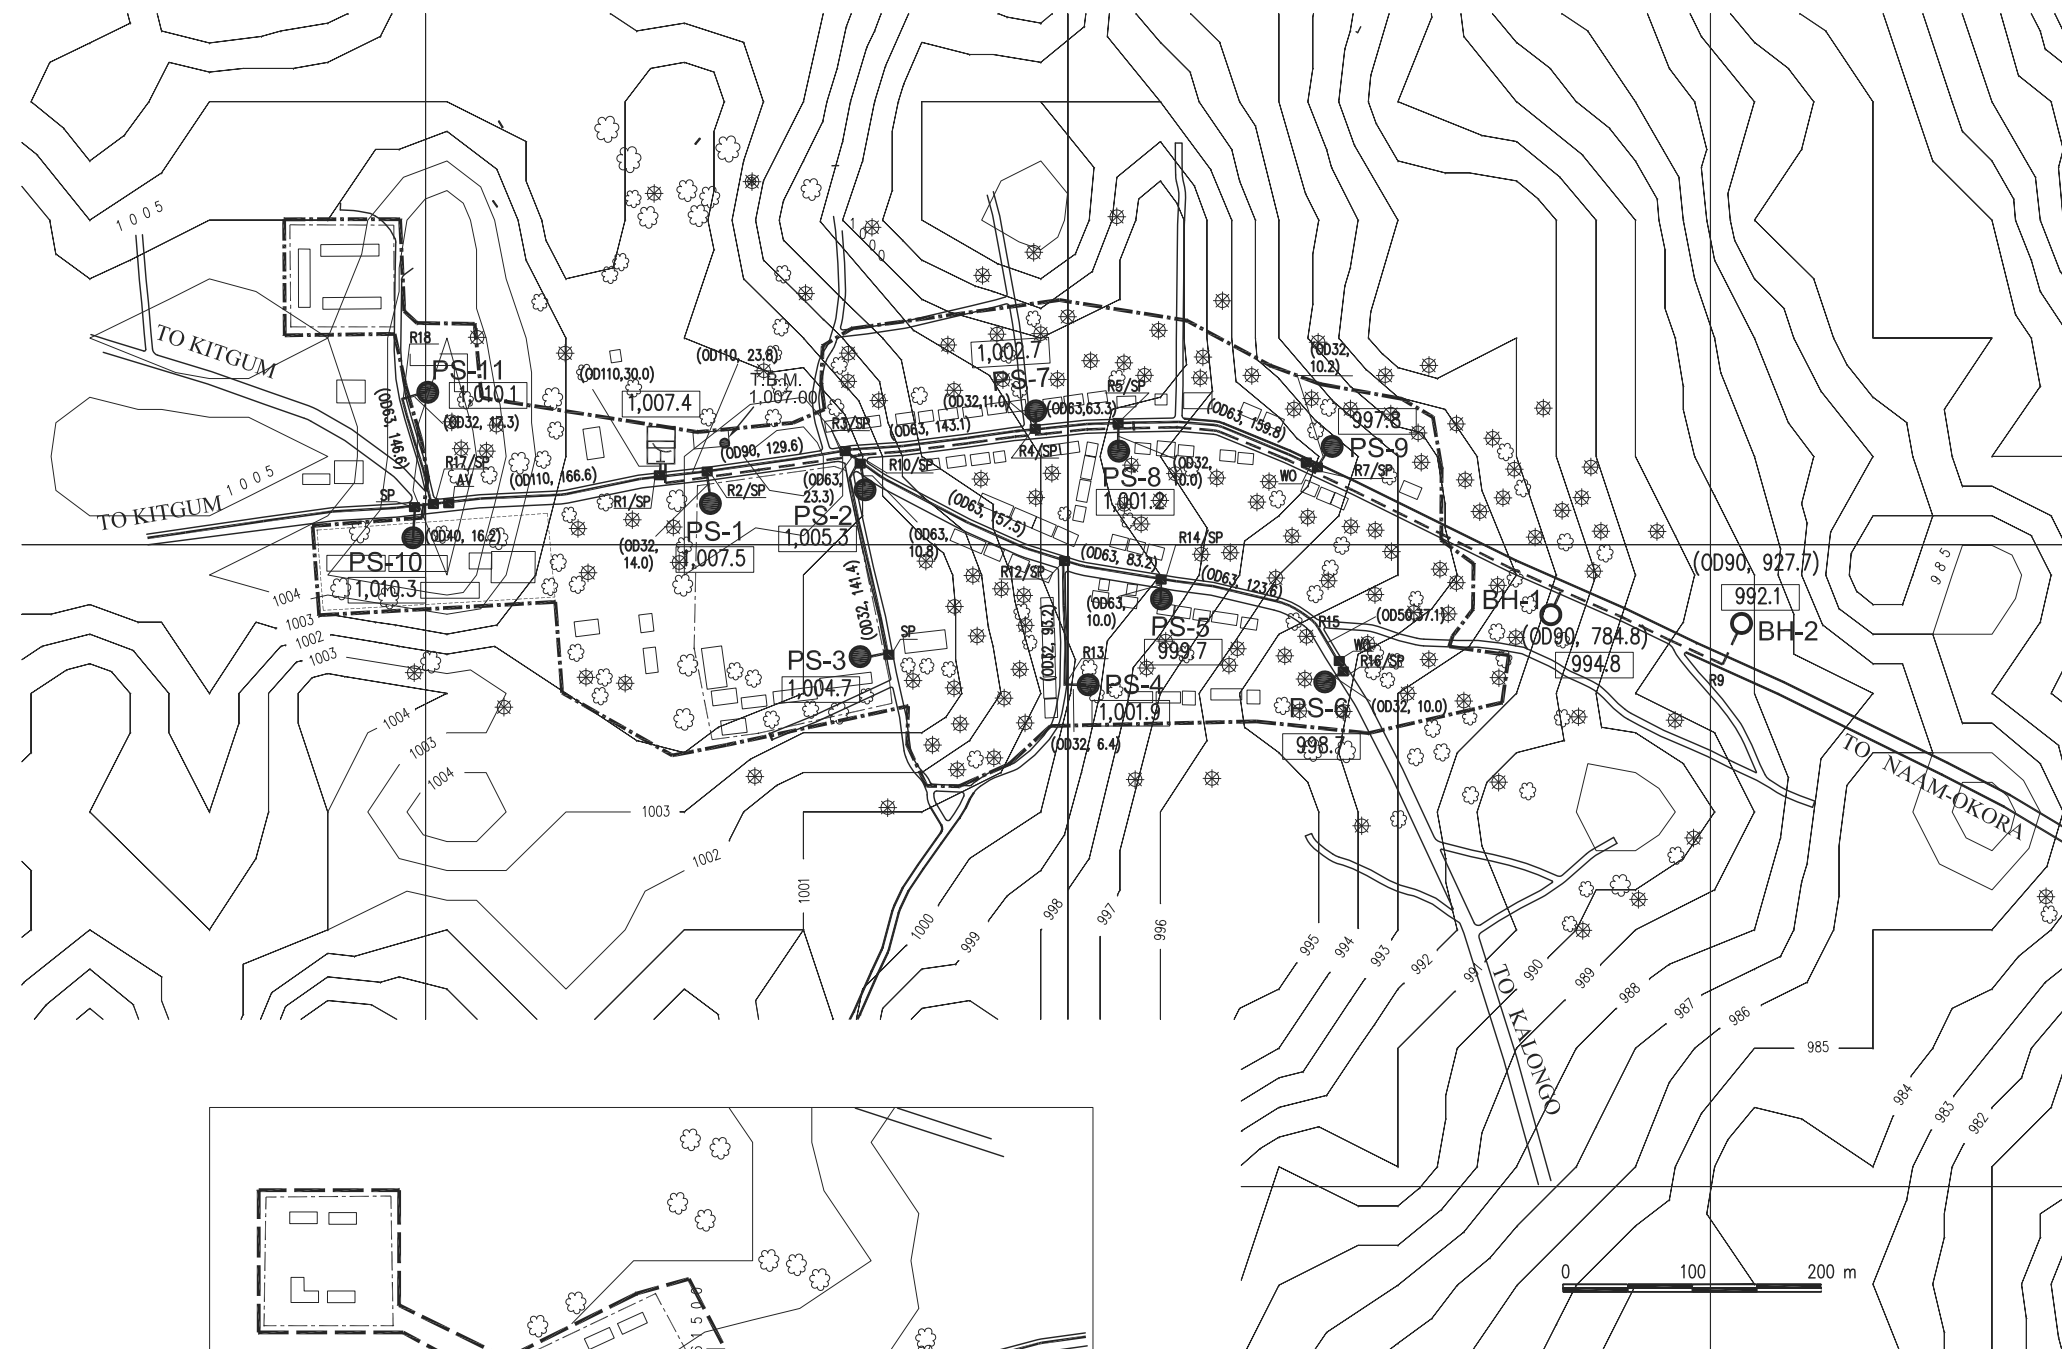 1005
1000
TO KITGUM
R18
PS-11
1,010.1
(OD63, 146.6)
(OD32, 17.3)
R17/SP
AV
SP
TO KITGUM
1005
(OD40, 16.2)
PS-10
1,010.3
(OD110, 166.6)
(OD110,30.0)
1,007.4
(OD110, 23.8)
T.B.M.
1,007.00
R1/SP
(OD32,
14.0)
R2/SP
PS-1
1,007.5
(OD90, 129.6)
R3/SP
R10/SP
(OD63,
23.3)
PS-2
1,005.3
(OD63,
10.8)
(OD63, 143.1)
(OD32,11.0)
1,002.7
PS-7
(OD63,63.3)
R5/SP
R4/SP
PS-8
1,001.2
(OD32,
10.0)
(OD63, 159.8)
(OD32,
10.2)
997.8
PS-9
WO
R7/SP
(OD63, 157.5)
R12/SP
(OD63, 83.2)
R14/SP
(OD63, 123.6)
(OD63,
10.0)
PS-5
999.7
R15
(OD50,37.1)
WO
R16/SP
PS-6
998.7
(OD32, 10.0)
(OD32, 93.2)
R13
PS-4
1,001.9
(OD32, 6.4)
(OD32, 141.4)
SP
PS-3
1,004.7
BH-1
(OD90, 784.8)
994.8
(OD90, 927.7)
992.1
BH-2
R9
985
TO NAAM-OKORA
TO KALONGO
1004
1003
1002
1003
1004
1003
1004
1003
1002
1001
1000
999
998
997
996
995
994
993
992
991
990
989
988
987
986
985
984
983
982
0 100 200 m